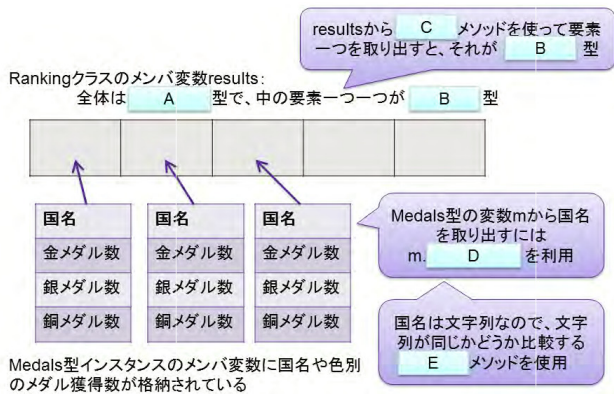 resultsから C メソッドを使って要素
一つを取り出すと、それが B 型
Rankingクラスのメンバ変数results：
全体は A 型で、中の要素一つ一つが B 型
国名
金メダル数
銀メダル数
銅メダル数
国名
金メダル数
銀メダル数
銅メダル数
国名
金メダル数
銀メダル数
銅メダル数
Medals型の変数mから国名
を取り出すには
m. D を利用
国名は文字列なので、文字
列が同じかどうか比較する
E メソッドを使用
Medals型インスタンスのメンバ変数に国名や色別
のメダル獲得数が格納されている